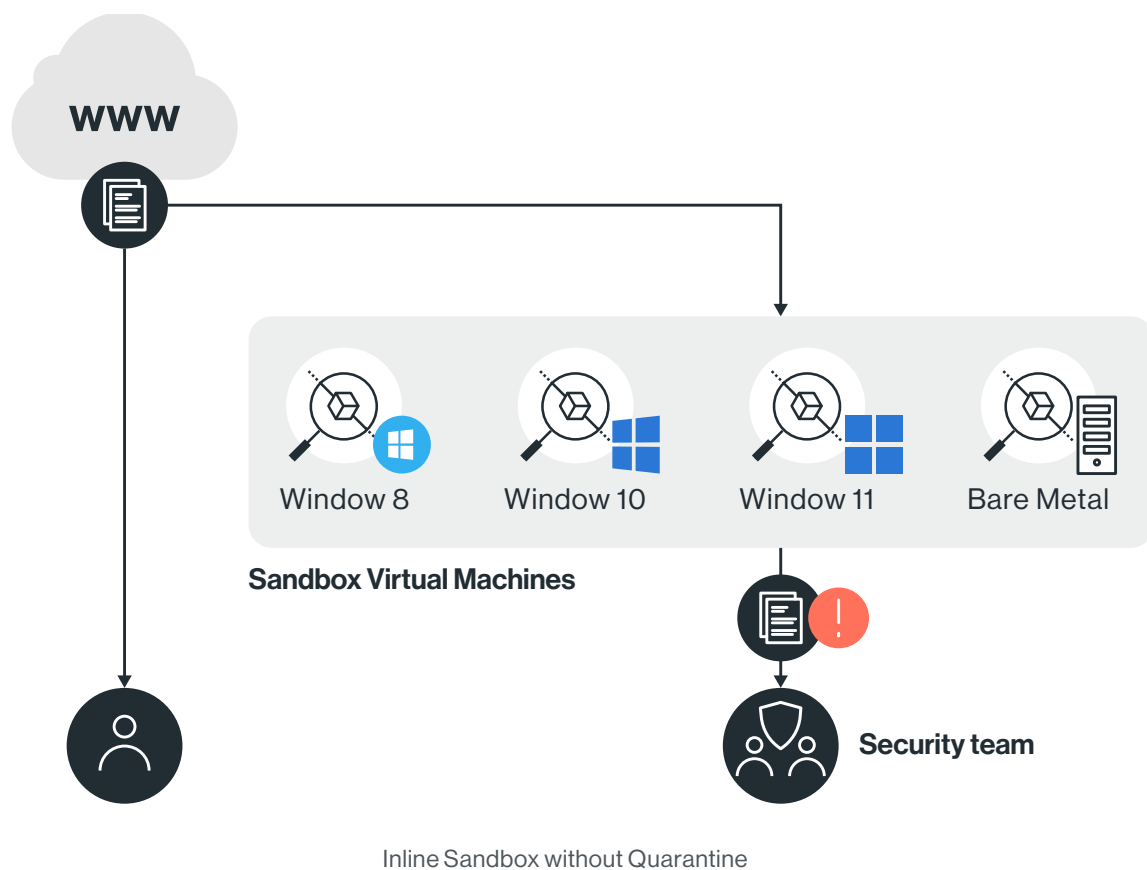 www
Window 8
Window 10
Window 11
Bare Metal
Sandbox Virtual Machines
Security team
Inline Sandbox without Quarantine